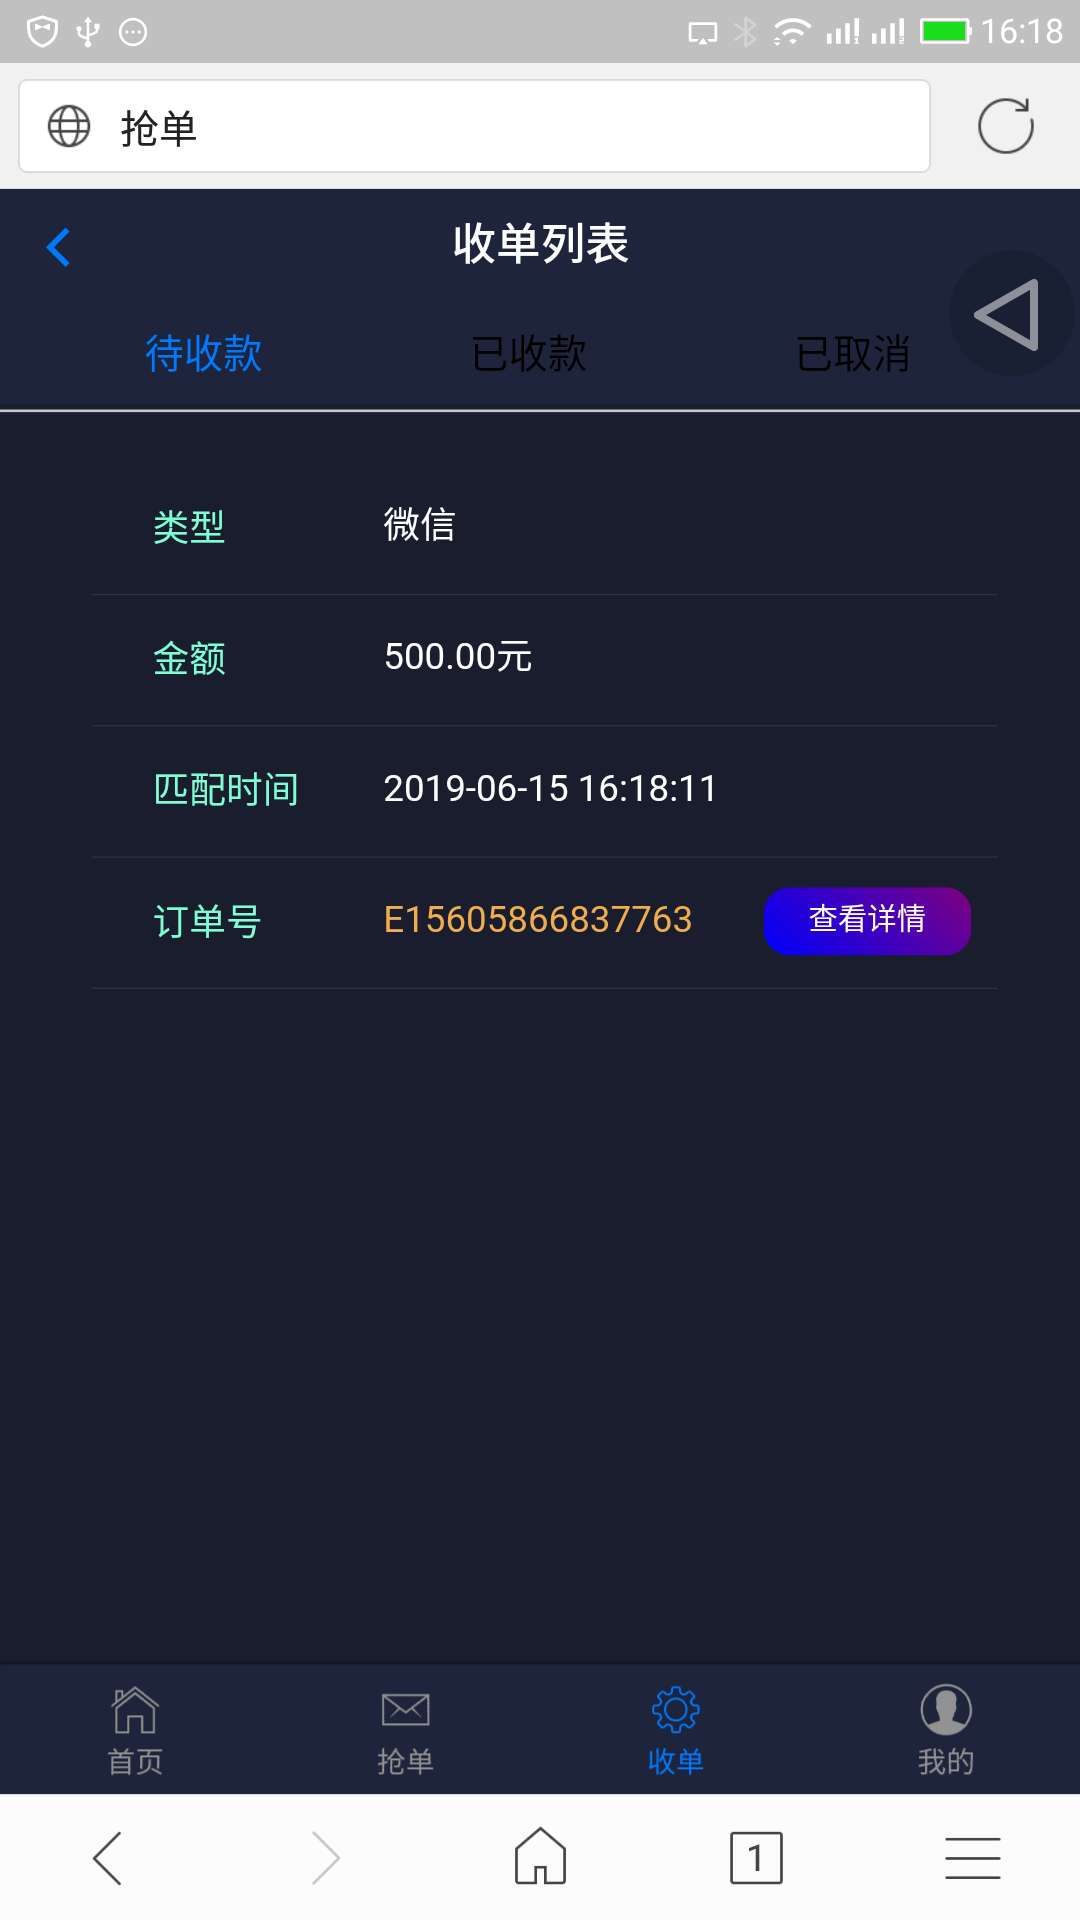 16:18
抢单
收单列表
待收款 已收款 已取消
类型 微信
金额 500.00元
匹配时间 2019-06-15 16:18:11
订单号 E15605866837763 查看详情
首页 抢单 收单 我的
1